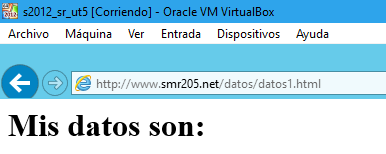 s2012_sr_ut5 [Corriendo] - Oracle VM VirtualBox
Archivo Máquina Ver Entrada Dispositivos Ayuda
http://www.smr205.net/datos/datos1.html
Mis datos son: